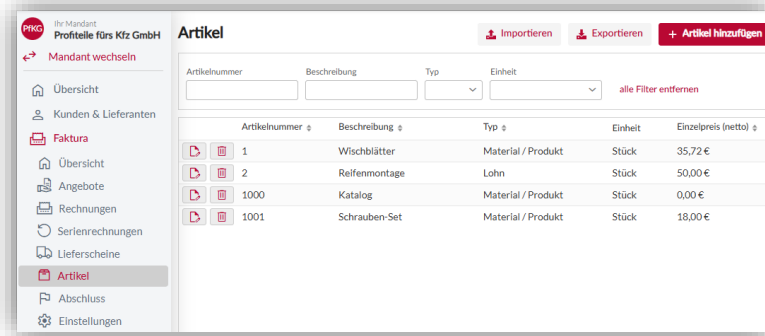 PfKG
Ihr Mandant
Profiteile fürs Kfz GmbH
Mandant wechseln
Übersicht
Kunden & Lieferanten
Faktura
Übersicht
Angebote
Rechnungen
Serienrechnungen
Lieferscheine
Artikel
Abschluss
Einstellungen
Artikel
Importieren
Exportieren
+ Artikel hinzufügen
Artikelnummer Beschreibung Typ Einheit
alle Filter entfernen
Artikelnummer Beschreibung Typ Einheit Einzelpreis (netto)
1 Wischblätter Material / Produkt Stück 35,72 €
2 Reifenmontage Lohn Stück 50,00 €
1000 Katalog Material / Produkt Stück 0,00 €
1001 Schrauben-Set Material / Produkt Stück 18,00 €